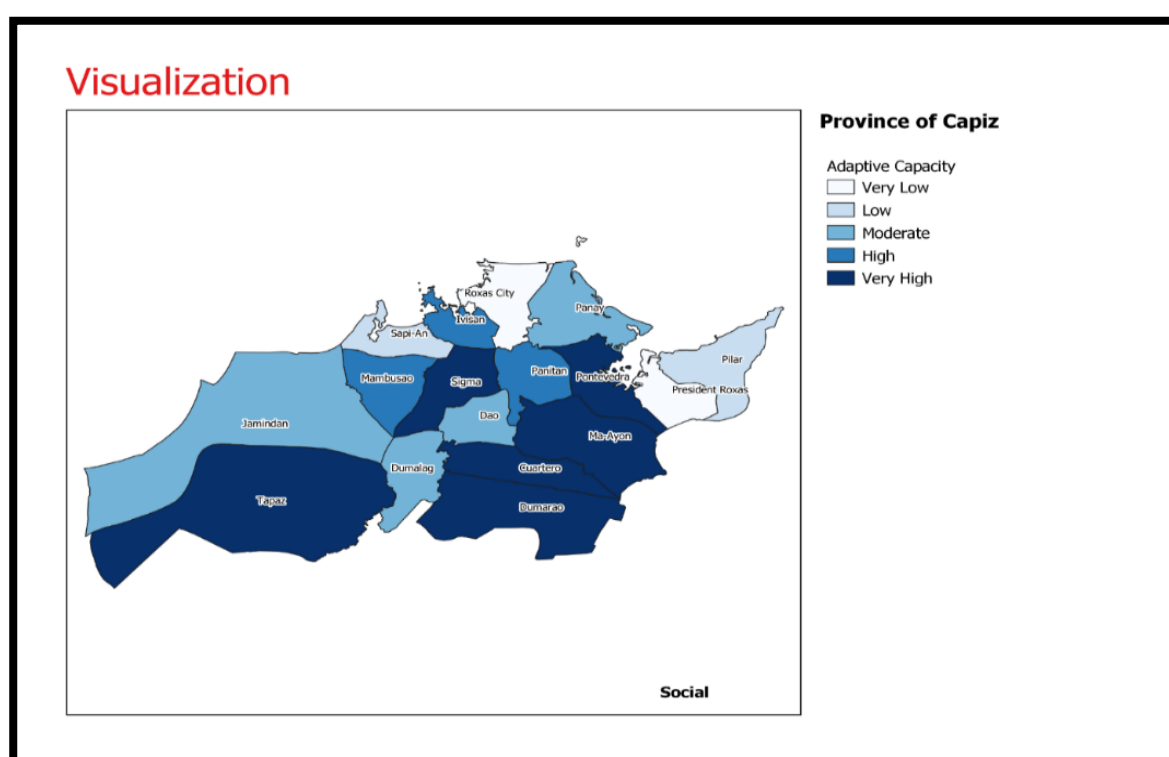 Visualization
Province of Capiz
Adaptive Capacity
Very Low
Low
Moderate
High
Very High
Roxas City
Panay
Ivisan
Sapi-An
Pilar
Mambusao
Sigma
Panitan
Pontevedra
President Roxas
Dao
Jamindan
Ma-Ayon
Dumalag
Cuartero
Tapaz
Dumarao
Social